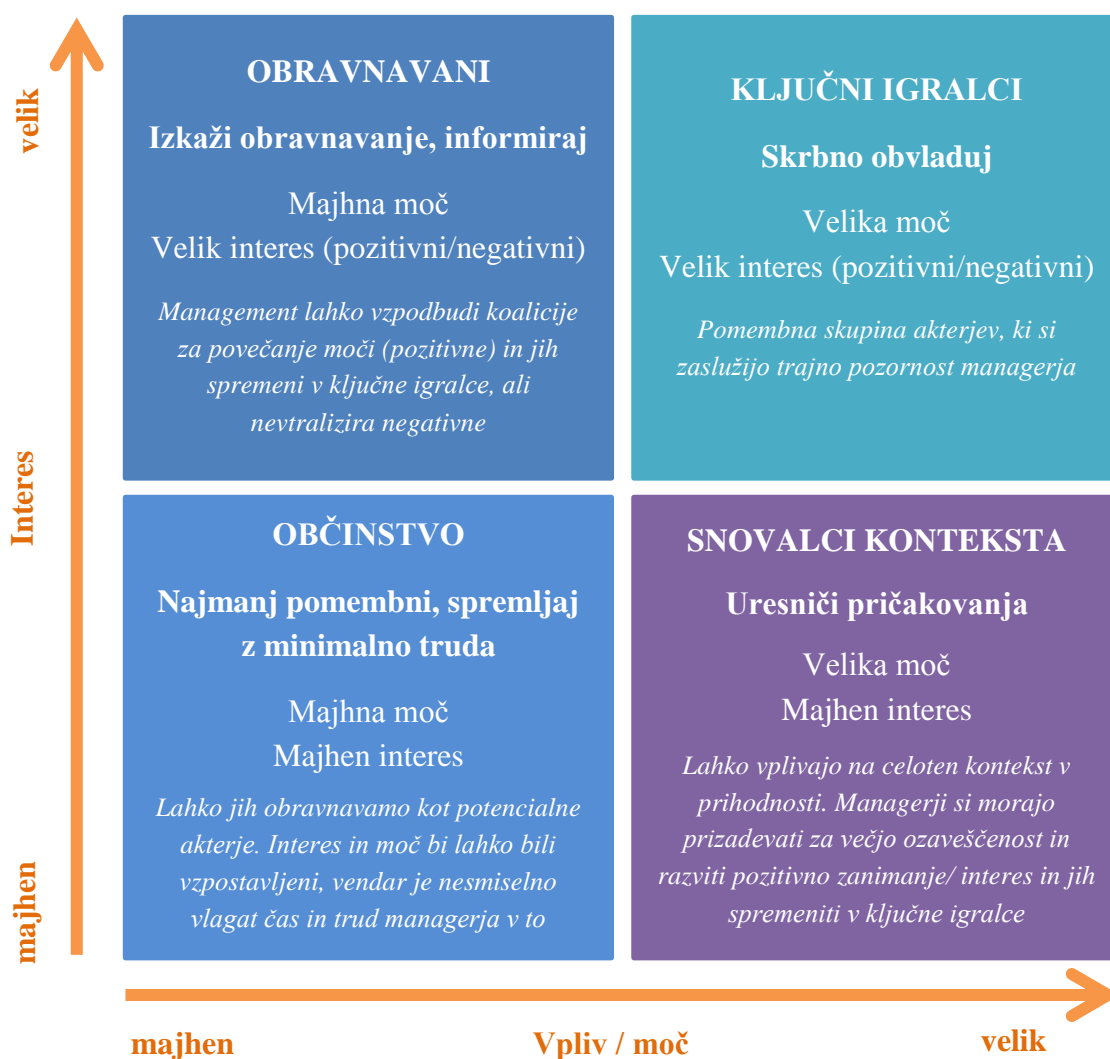 velik
Interes
majhen
OBRAVNAVANI
Izkaži obravnavanje, informiraj
Majhna moč
Velik interes (pozitivni/negativni)
Management lahko vzpodbudi koalicije
za povečanje moči (pozitivne) in jih
spremeni v ključne igralce, ali
nevtralizira negativne
KLJUČNI IGRALCI
Skrbno obvladuj
Velika moč
Velik interes (pozitivni/negativni)
Pomembna skupina akterjev, ki si
zaslužijo trajno pozornost managerja
OBČINSTVO
Najmanj pomembni, spremljaj
z minimalno truda
Majhna moč
Majhen interes
Lahko jih obravnavamo kot potencialne
akterje. Interes in moč bi lahko bili
vzpostavljeni, vendar je nesmiselno
vlagat čas in trud managerja v to
SNOVALCI KONTEKSTA
Uresniči pričakovanja
Velika moč
Majhen interes
Lahko vplivajo na celoten kontekst v
prihodnosti. Managerji si morajo
prizadevati za večjo ozaveščenost in
razviti pozitivno zanimanje/ interes in jih
spremeniti v ključne igralce
majhen
Vpliv / moč
velik